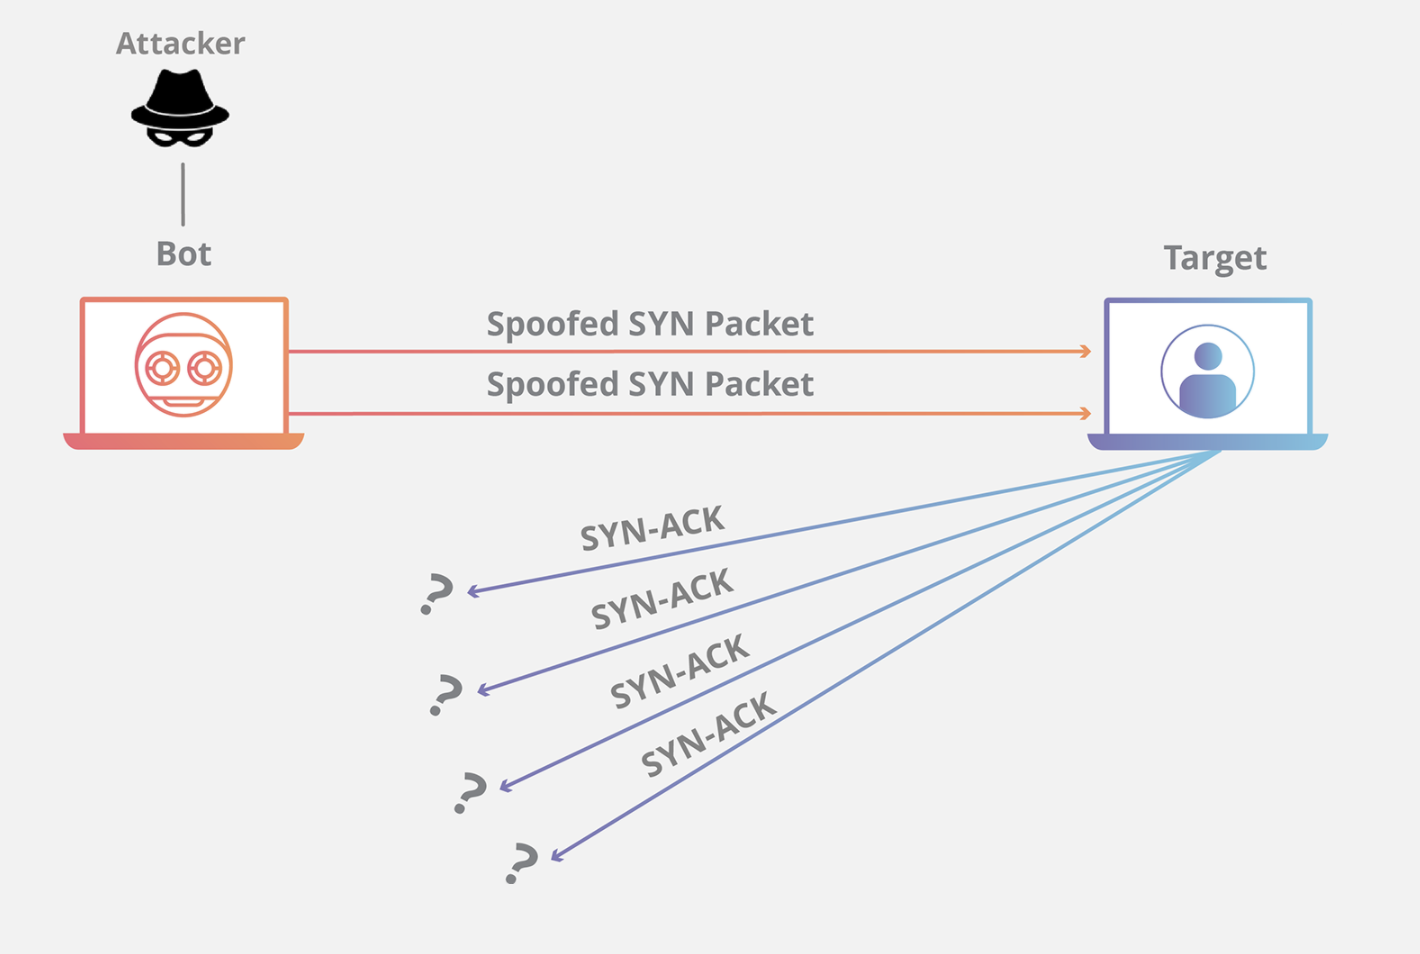 Attacker
Bot
Target
Spoofed SYN Packet
Spoofed SYN Packet
SYN-ACK
?
SYN-ACK
?
SYN-ACK
?
SYN-ACK
?